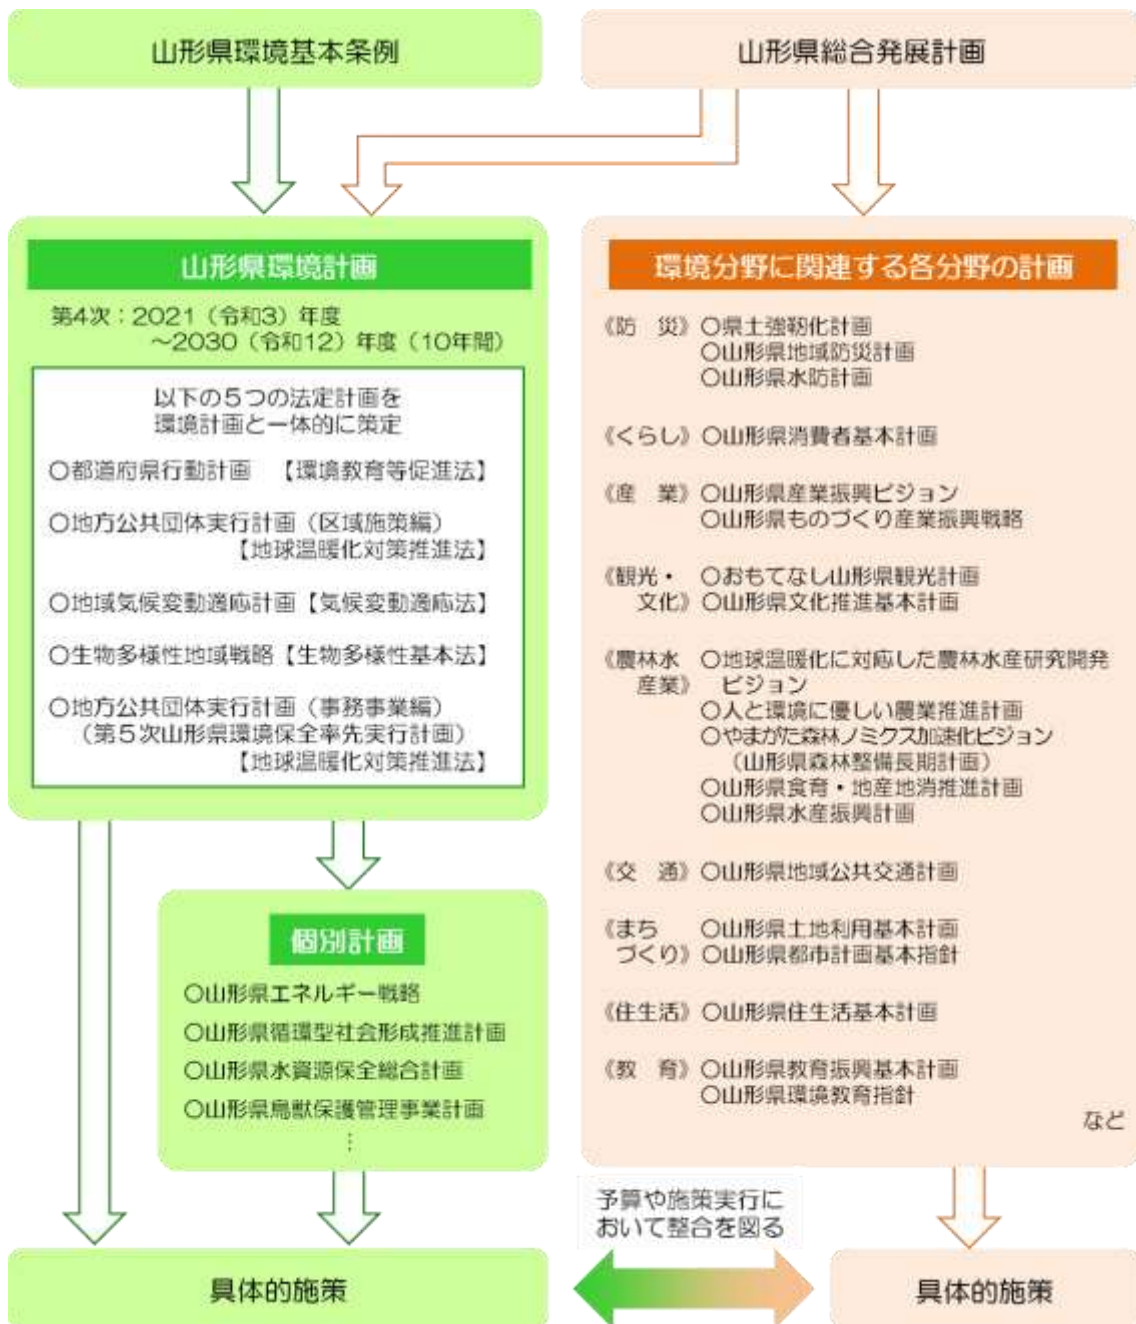 山形県環境基本条例
山形県総合発展計画
山形県環境計画
第4次：2021（令和3）年度
～2030（令和12）年度（10年間）
以下の5つの法定計画を
環境計画と一体的に策定
○都道府県行動計画　【環境教育等促進法】
○地方公共団体実行計画（区域施策編）
【地球温暖化対策推進法】
○地域気候変動適応計画【気候変動適応法】
○生物多様性地域戦略【生物多様性基本法】
○地方公共団体実行計画（事務事業編）
（第5次山形県環境保全率先実行計画）
【地球温暖化対策推進法】
個別計画
○山形県エネルギー戦略
○山形県循環型社会形成推進計画
○山形県水資源保全総合計画
○山形県鳥獣保護管理事業計画
⋮
具体的施策
環境分野に関連する各分野の計画
《防　災》○県土強靱化計画
○山形県地域防災計画
○山形県水防計画
《くらし》○山形県消費者基本計画
《産　業》○山形県産業振興ビジョン
○山形県ものづくり産業振興戦略
《観光・　○おもてなし山形県観光計画
文化》○山形県文化推進基本計画
《農林水　○地球温暖化に対応した農林水産研究開発
産業》　ビジョン
○人と環境に優しい農業推進計画
○やまがた森林ノミクス加速化ビジョン
（山形県森林整備長期計画）
○山形県食育・地産地消推進計画
○山形県水産振興計画
《交　通》○山形県地域公共交通計画
《まち　　○山形県土地利用基本計画
づくり》○山形県都市計画基本指針
《住生活》○山形県住生活基本計画
《教　育》○山形県教育振興基本計画
○山形県環境教育指針
など
予算や施策実行に
おいて整合を図る
具体的施策